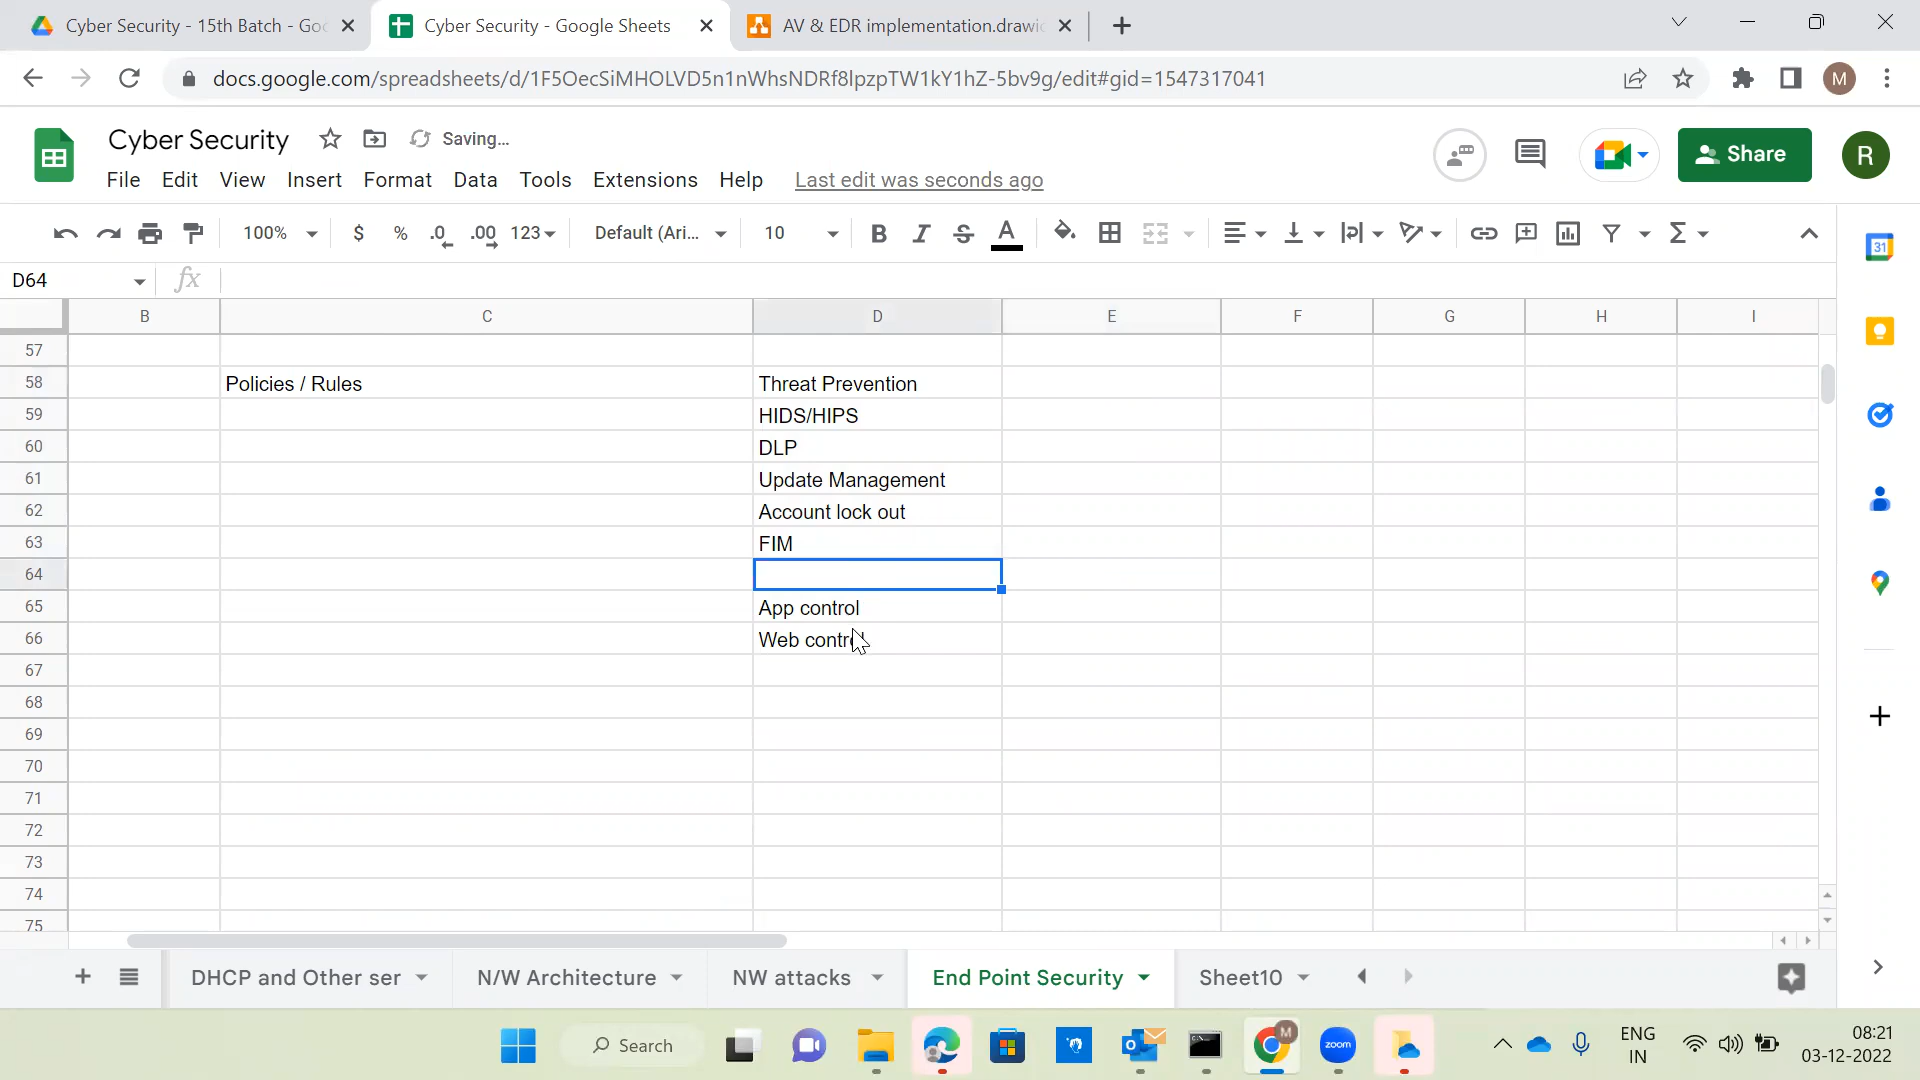 Cyber Security - 15th Batch - Go
Cyber Security - Google Sheets
AV & EDR implementation.drawi
docs.google.com/spreadsheets/d/1F5OecSiMHOLVD5n1nWhsNDRf8lpzpTW1kY1hZ-5bv9g/edit#gid=1547317041
M
Cyber Security
Saving...
File Edit View Insert Format Data Tools Extensions Help Last edit was seconds ago
Share
R
100% $ % .0 .00 123 Default (Ari... 10 B I S A
31
D64 fx
B C D E F G H I
57
58 Policies / Rules Threat Prevention
59 HIDS/HIPS
60 DLP
61 Update Management
62 Account lock out
63 FIM
64
65 App control
66 Web control
67
68
69
70
71
72
73
74
75
DHCP and Other ser N/W Architecture NW attacks End Point Security Sheet10
Search
M
zoom
ENG
IN
08:21
03-12-2022